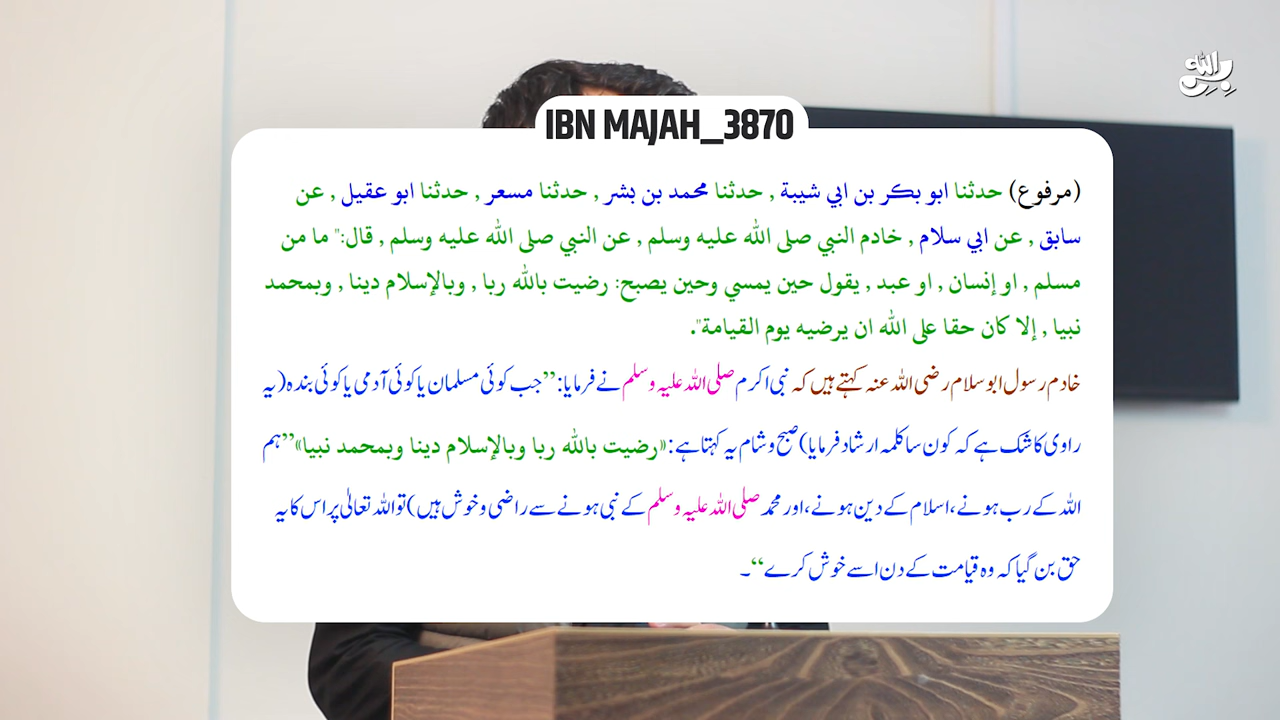 بسم الله
IBN MAJAH_3870
(مرفوع) حدثنا ابو بكر بن ابي شيبة , حدثنا محمد بن بشر , حدثنا مسعر , حدثنا ابو عقيل , عن
سابق , عن ابي سلام , خادم النبي صلى الله عليه وسلم , عن النبي صلى الله عليه وسلم , قال:" ما من
مسلم , او إنسان , او عبد , يقول حين يمسي وحين يصبح: رضيت بالله ربا , وبالإسلام دينا , وبمحمد
نبيا , إلا كان حقا على الله ان يرضيه يوم القيامة".
خادم رسول ابو سلام رضی اللہ عنہ کہتے ہیں کہ نبی اکرم صلی اللہ علیہ وسلم نے فرمایا: ”جب کوئی مسلمان یا کوئی آدمی یا کوئی بندہ (یہ
راوی کا شک ہے کہ کون سا کلمہ ارشاد فرمایا) صبح و شام یہ کہتا ہے: «رضيت بالله ربا وبالإسلام دينا وبمحمد نبيا» ”ہم
اللہ کے رب ہونے، اسلام کے دین ہونے، اور محمد صلی اللہ علیہ وسلم کے نبی ہونے سے راضی و خوش ہیں) تو اللہ تعالیٰ پر اس کا یہ
حق بن گیا کہ وہ قیامت کے دن اسے خوش کرے“۔